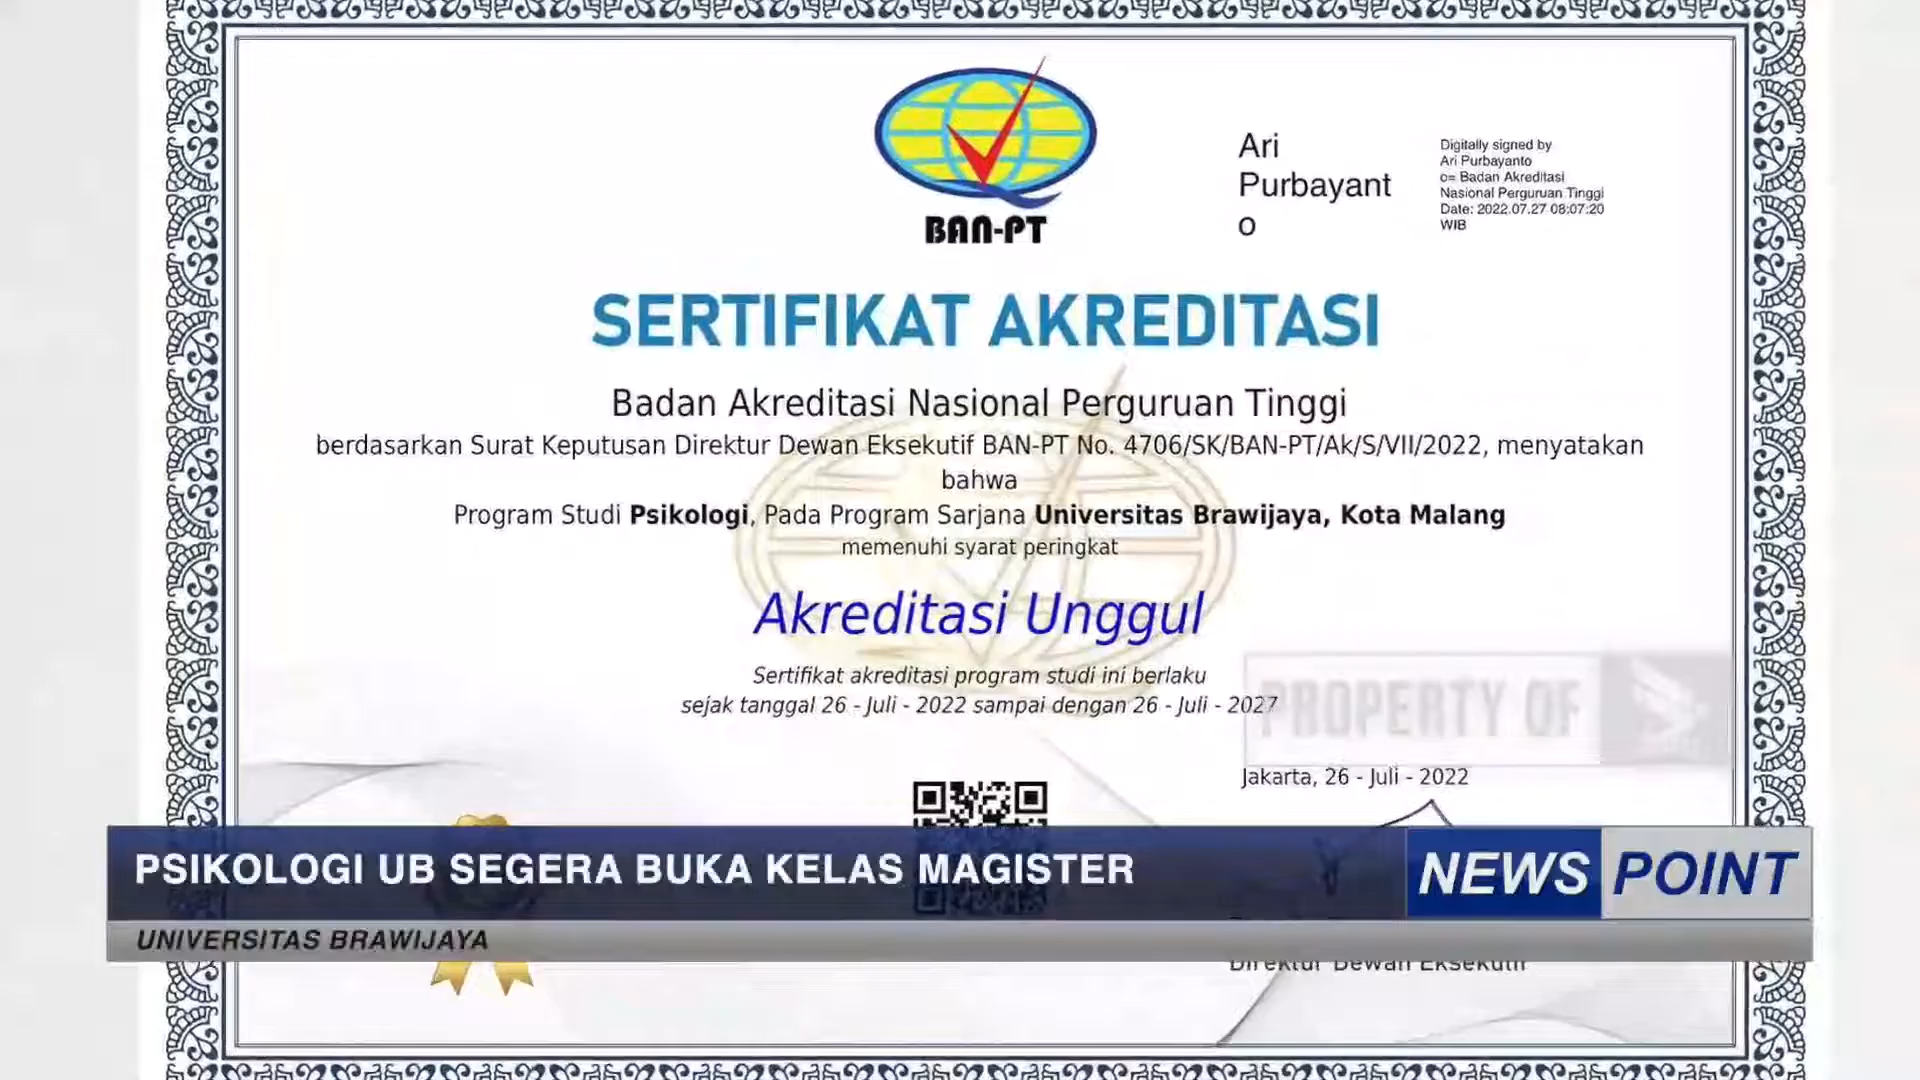 BAN-PT
Ari
Purbayant
o
Digitally signed by
Ari Purbayanto
o= Badan Akreditasi
Nasional Perguruan Tinggi
Date: 2022.07.27 08:07:20
WIB
SERTIFIKAT AKREDITASI
Badan Akreditasi Nasional Perguruan Tinggi
berdasarkan Surat Keputusan Direktur Dewan Eksekutif BAN-PT No. 4706/SK/BAN-PT/Ak/S/VII/2022, menyatakan
bahwa
Program Studi Psikologi, Pada Program Sarjana Universitas Brawijaya, Kota Malang
memenuhi syarat peringkat
Akreditasi Unggul
Sertifikat akreditasi program studi ini berlaku
sejak tanggal 26 - Juli - 2022 sampai dengan 26 - Juli - 2027
PROPERTY OF
Jakarta, 26 - Juli - 2022
PSIKOLOGI UB SEGERA BUKA KELAS MAGISTER
NEWS POINT
UNIVERSITAS BRAWIJAYA
Direktur Dewan Eksekutif